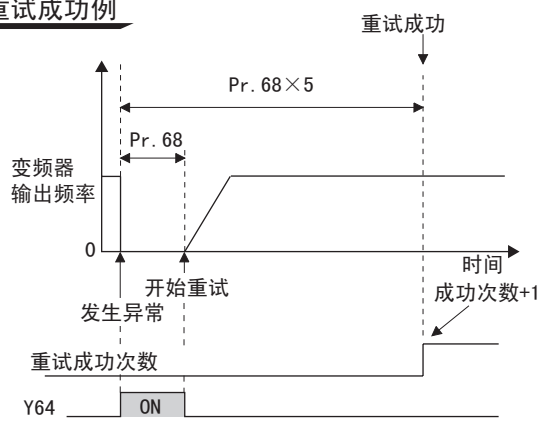 重试成功例
重试成功
Pr.68×5
Pr.68
变频器
输出频率
0
时间
开始重试
成功次数+1
发生异常
重试成功次数
Y64
ON